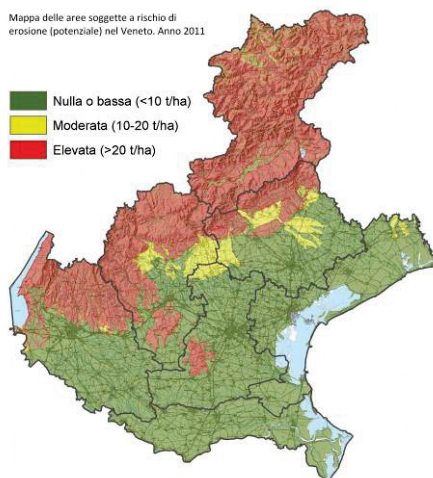 Mappa delle aree soggette a rischio di
erosione (potenziale) nel Veneto. Anno 2011
Nulla o bassa (<10 t/ha)
Moderata (10-20 t/ha)
Elevata (>20 t/ha)